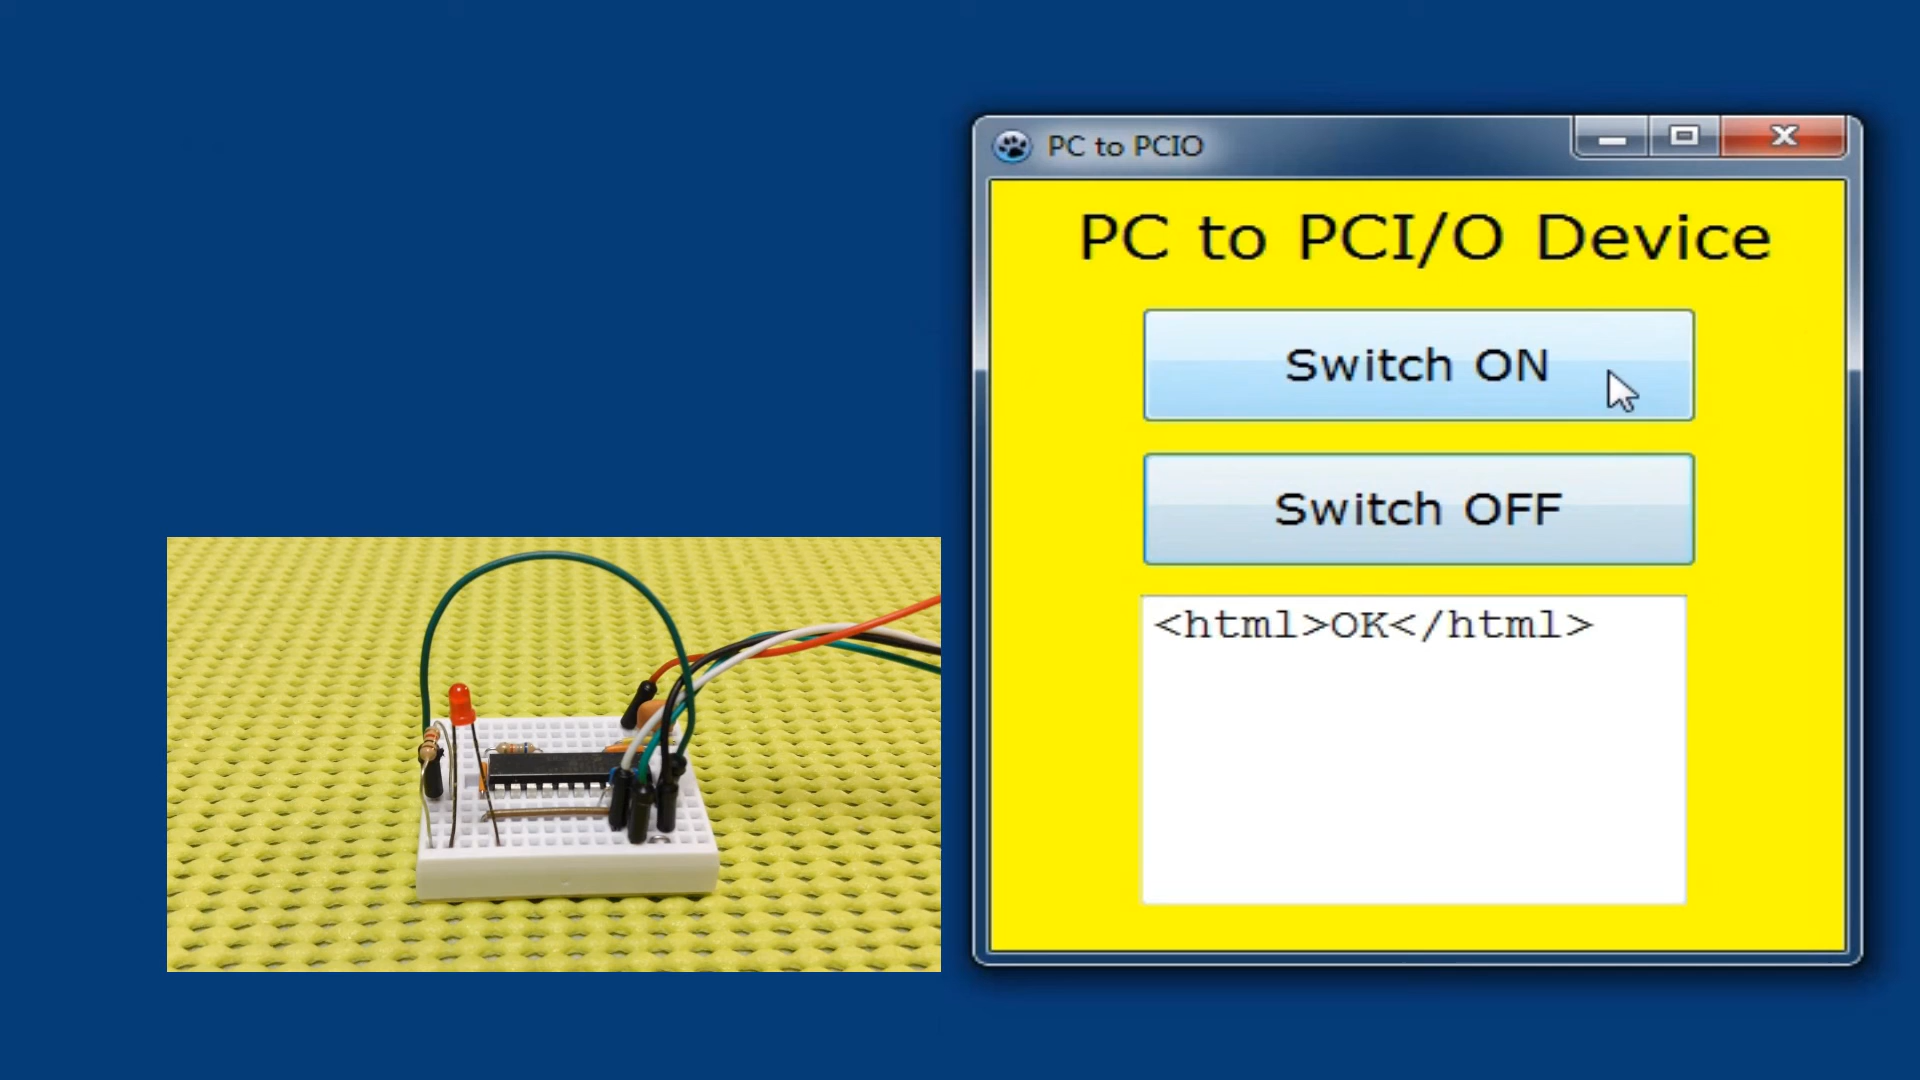 PC to PCIO
PC to PCI/O Device
Switch ON
Switch OFF
<html>OK</html>